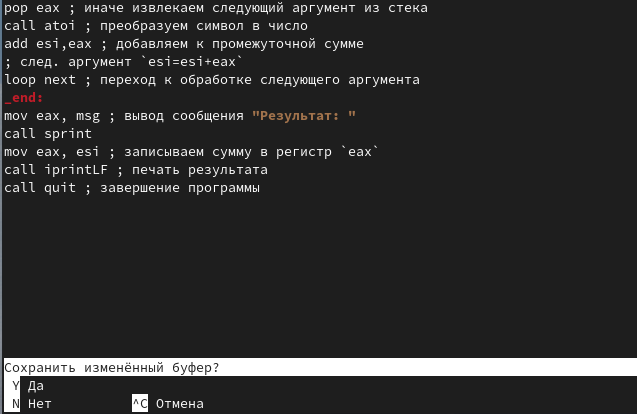 pop eax ; иначе извлекаем следующий аргумент из стека
call atoi ; преобразуем символ в число
add esi,eax ; добавляем к промежуточной сумме
; след. аргумент `esi=esi+eax`
loop next ; переход к обработке следующего аргумента
_end:
mov eax, msg ; вывод сообщения "Результат: "
call sprint
mov eax, esi ; записываем сумму в регистр `eax`
call iprintLF ; печать результата
call quit ; завершение программы
Сохранить изменённый буфер?
Y Да
N Нет ^C Отмена